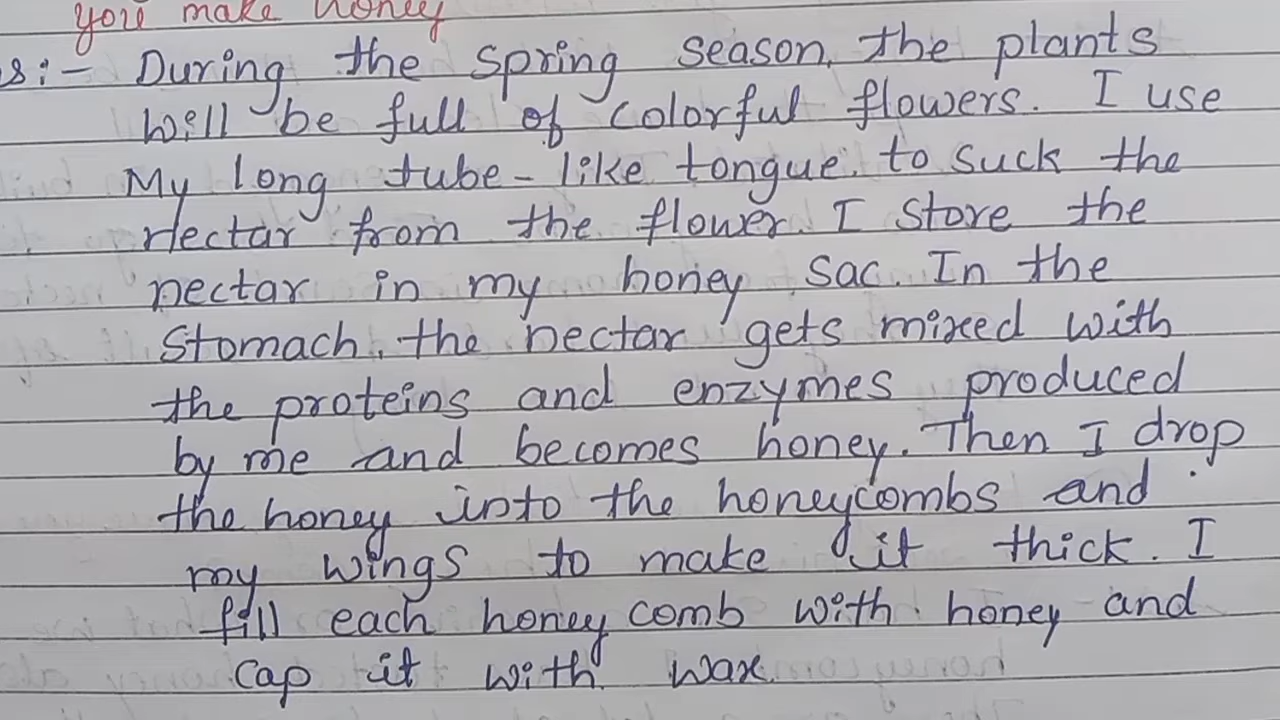 you make honey
s:- During the spring season, the plants
will be full of colorful flowers. I use
My long tube-like tongue to suck the
nectar from the flower. I store the
nectar in my honey sac. In the
stomach, the nectar gets mixed with
the proteins and enzymes produced
by me and becomes honey. Then I drop
the honey into the honeycombs and
my wings to make it thick. I
fill each honey comb with honey and
cap it with wax.